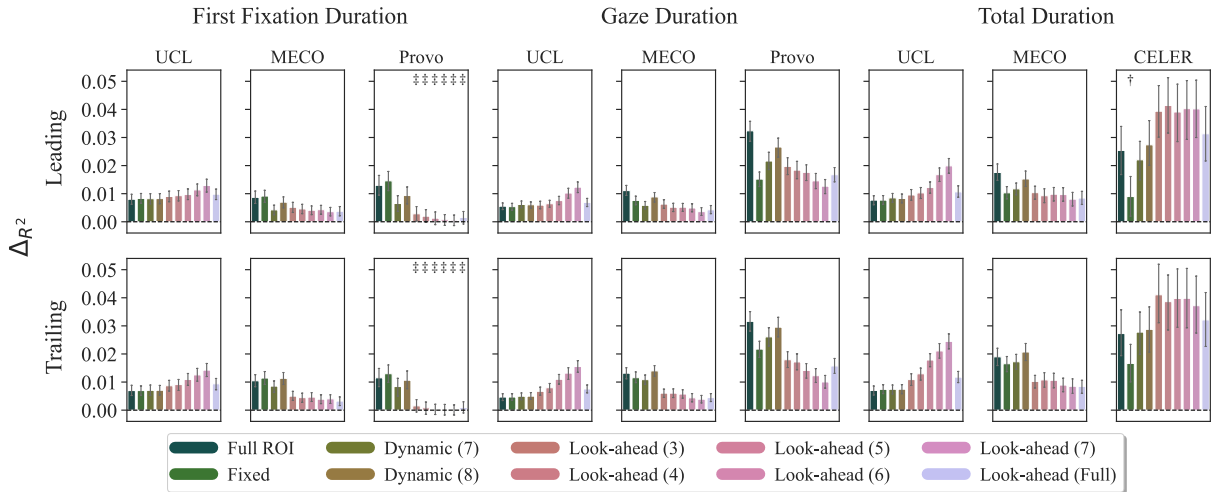 First Fixation Duration Gaze Duration Total Duration
UCL MECO Provo UCL MECO Provo UCL MECO CELER
‡‡‡‡‡‡ †
0.05
0.04
0.03
0.02
0.01
0.00
Leading
Δ_R²
‡‡‡‡‡‡
0.05
0.04
0.03
0.02
0.01
0.00
Trailing
Full ROI Dynamic (7) Look-ahead (3) Look-ahead (5) Look-ahead (7)
Fixed Dynamic (8) Look-ahead (4) Look-ahead (6) Look-ahead (Full)